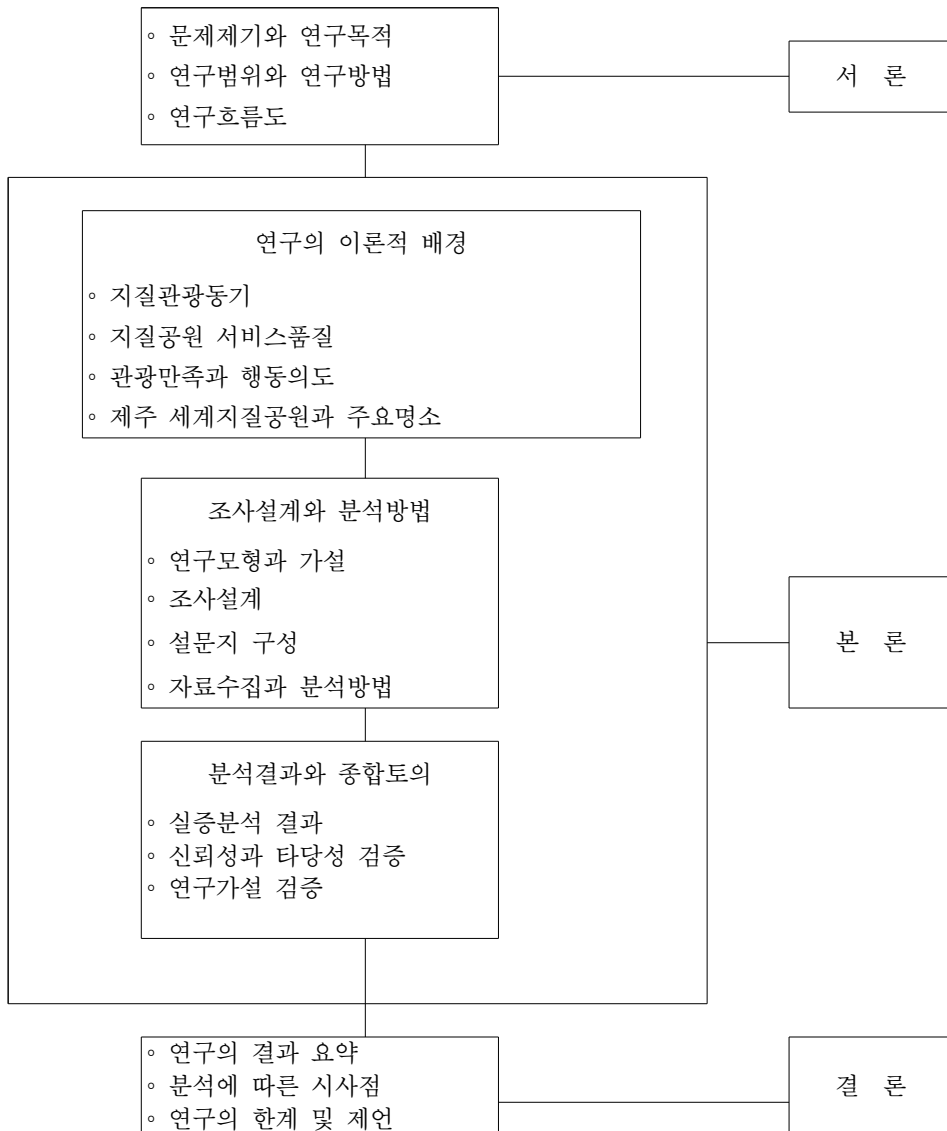 ◦ 문제제기와 연구목적
◦ 연구범위와 연구방법
◦ 연구흐름도
서 론
연구의 이론적 배경
◦ 지질관광동기
◦ 지질공원 서비스품질
◦ 관광만족과 행동의도
◦ 제주 세계지질공원과 주요명소
조사설계와 분석방법
◦ 연구모형과 가설
◦ 조사설계
◦ 설문지 구성
◦ 자료수집과 분석방법
본 론
분석결과와 종합토의
◦ 실증분석 결과
◦ 신뢰성과 타당성 검증
◦ 연구가설 검증
◦ 연구의 결과 요약
◦ 분석에 따른 시사점
◦ 연구의 한계 및 제언
결 론